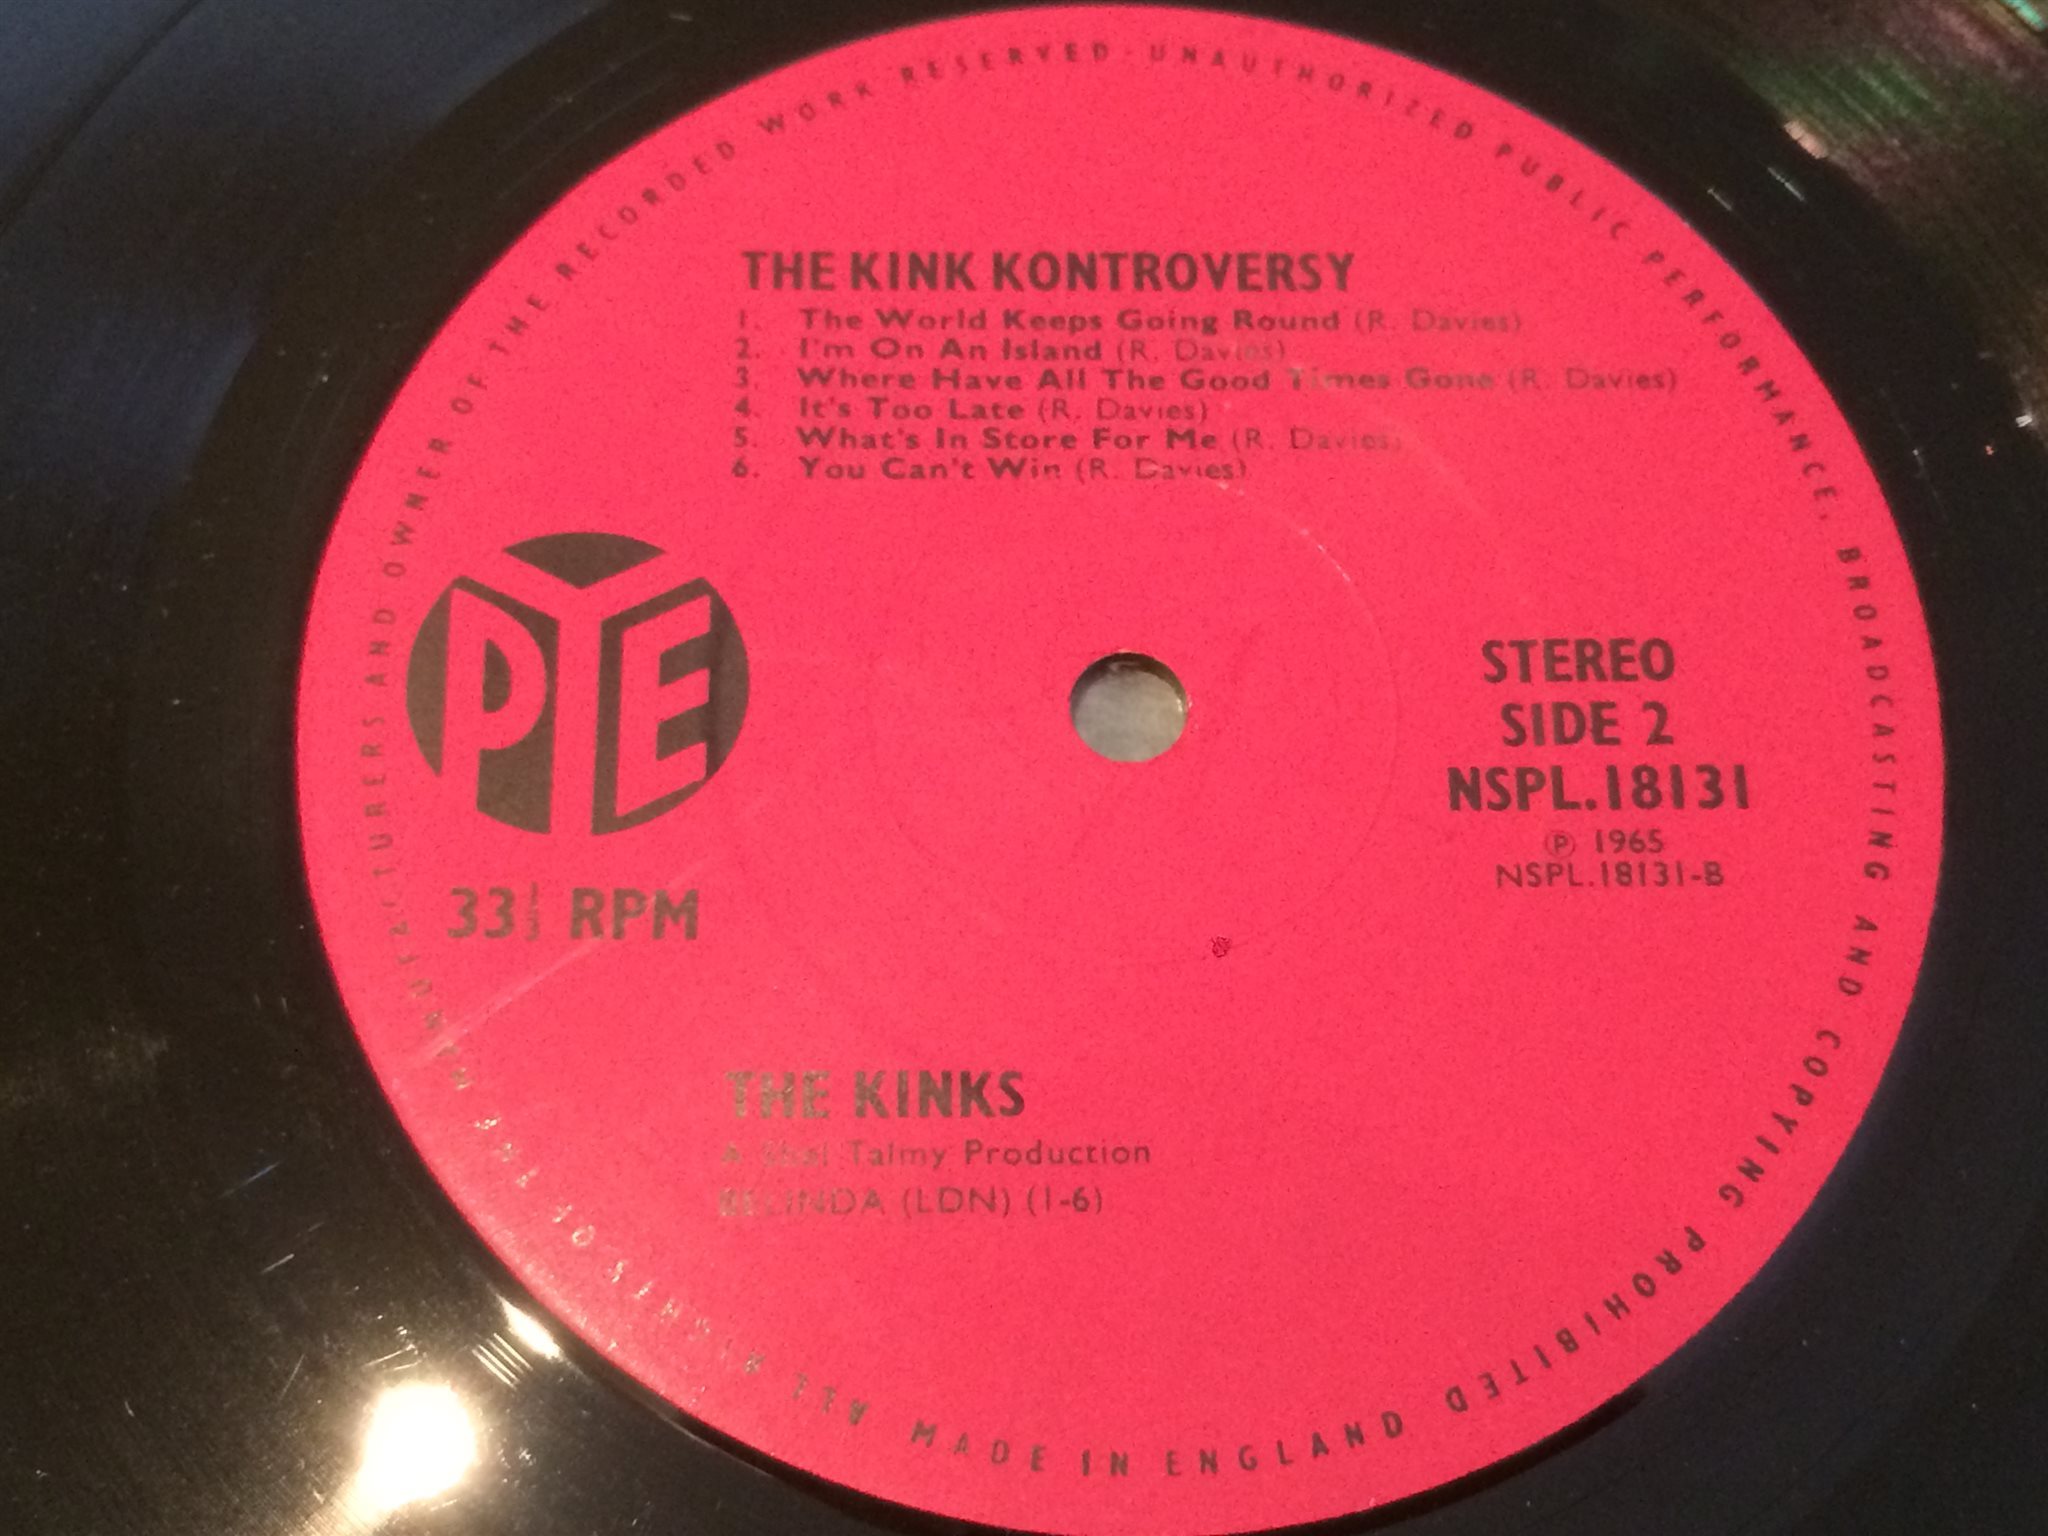 THE KINK KONTROVERSY
1. The World Keeps Going Round (R. Davies)
2. I'm On An Island (R. Davies)
3. Where Have All The Good Times Gone (R. Davies)
4. It's Too Late (R. Davies)
5. What's In Store For Me (R. Davies)
6. You Can't Win (R. Davies)
PYE
33⅓ RPM
STEREO
SIDE 2
NSPL.18131
℗ 1965
NSPL.18131-B
THE KINKS
A Shel Talmy Production
BELINDA (LDN) (1-6)
ALL RIGHTS OF THE MANUFACTURERS AND OWNER OF THE RECORDED WORK RESERVED · UNAUTHORIZED PUBLIC PERFORMANCE, BROADCASTING AND COPYING PROHIBITED
MADE IN ENGLAND